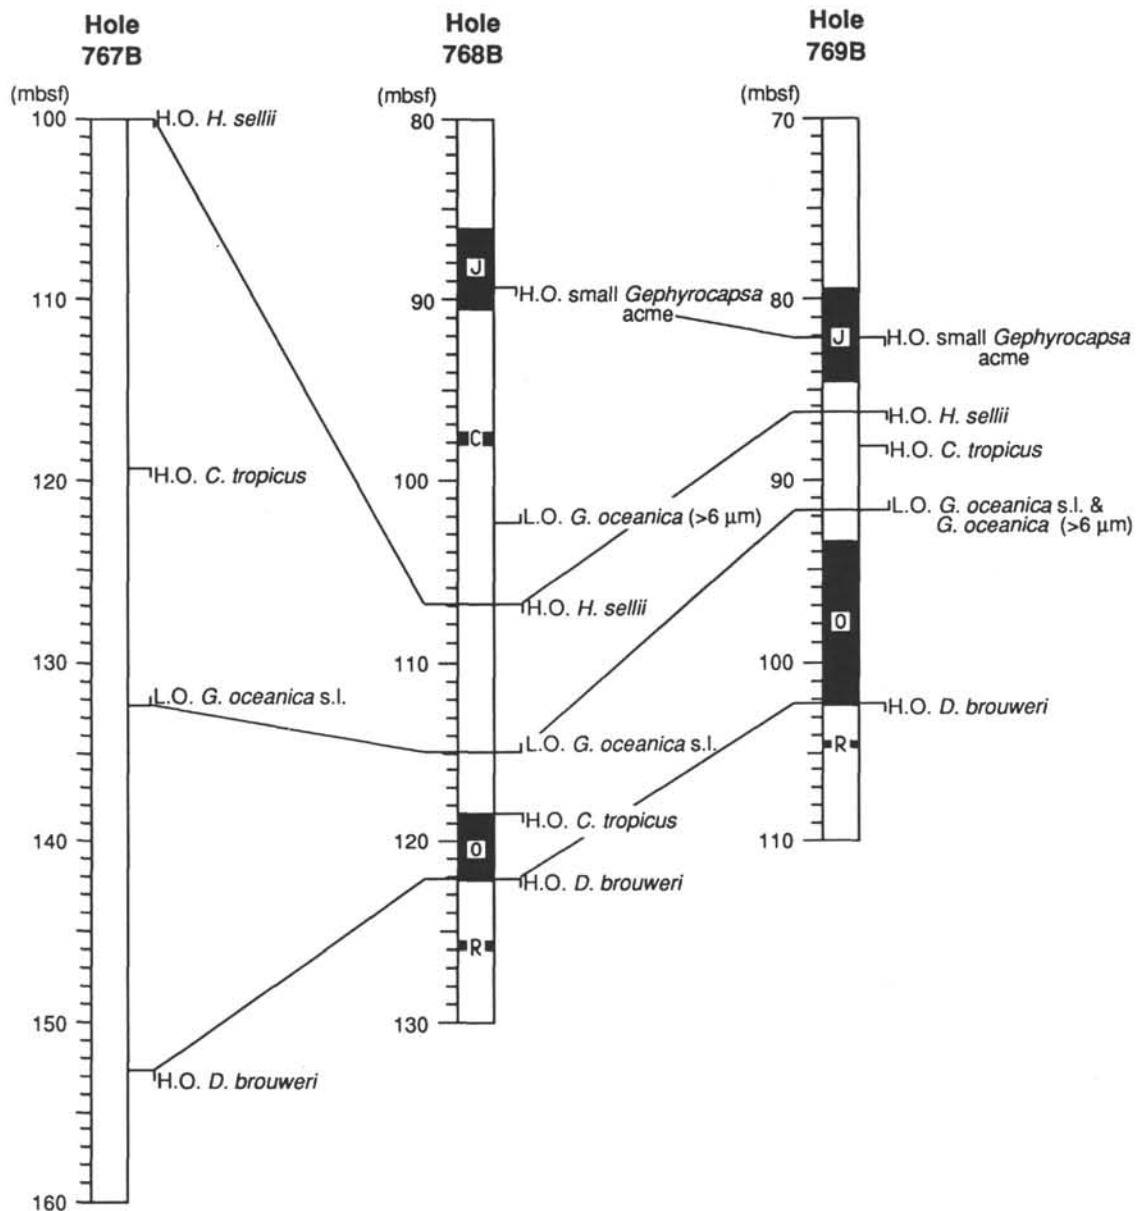 Hole
767B
(mbsf)
100
110
120
130
140
150
160
H.O. H. sellii
H.O. C. tropicus
L.O. G. oceanica s.l.
H.O. D. brouweri
Hole
768B
(mbsf)
80
90
100
110
120
130
J
C
O
R
H.O. small Gephyrocapsa
acme
L.O. G. oceanica (>6 μm)
H.O. H. sellii
L.O. G. oceanica s.l.
H.O. C. tropicus
H.O. D. brouweri
Hole
769B
(mbsf)
70
80
90
100
110
J
O
R
H.O. small Gephyrocapsa
acme
H.O. H. sellii
H.O. C. tropicus
L.O. G. oceanica s.l. &
G. oceanica (>6 μm)
H.O. D. brouweri